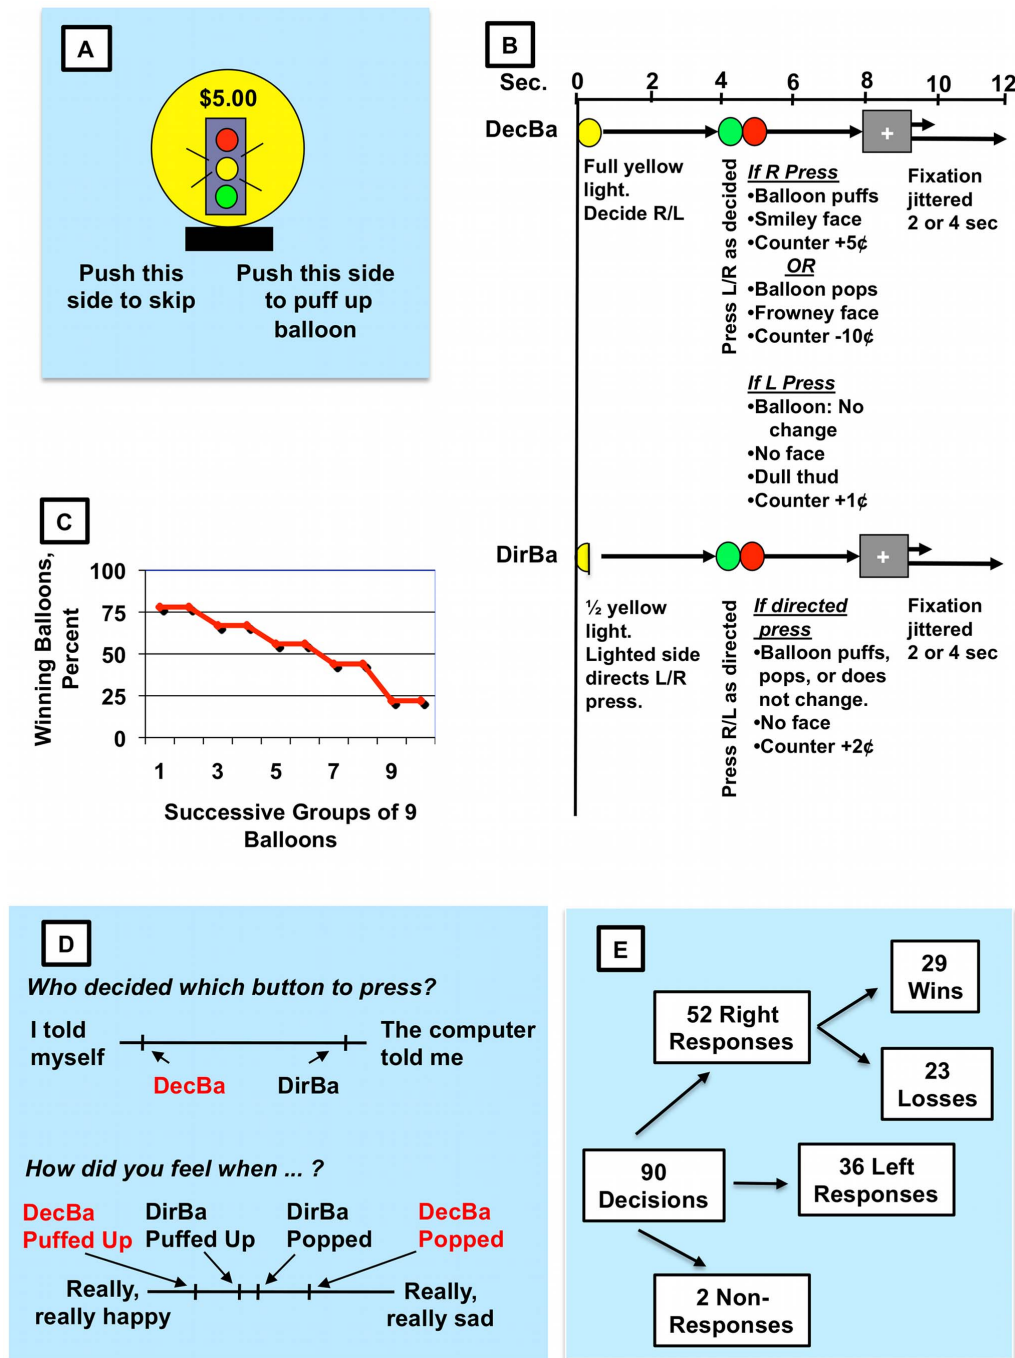 A
$5.00
Push this
side to skip
Push this side
to puff up
balloon
B
Sec.
0 2 4 6 8 10 12
DecBa
+
Full yellow
light.
Decide R/L
Press L/R as decided
If R Press
•Balloon puffs
•Smiley face
•Counter +5¢
OR
•Balloon pops
•Frowney face
•Counter -10¢
If L Press
•Balloon: No
change
•No face
•Dull thud
•Counter +1¢
Fixation
jittered
2 or 4 sec
DirBa
+
½ yellow
light.
Lighted side
directs L/R
press.
Press R/L as directed
If directed
press
•Balloon puffs,
pops, or does
not change.
•No face
•Counter +2¢
Fixation
jittered
2 or 4 sec
C
Winning Balloons,
Percent
100
75
50
25
0
1 3 5 7 9
Successive Groups of 9
Balloons
D
Who decided which button to press?
I told
myself
The computer
told me
DecBa
DirBa
How did you feel when ... ?
DecBa
Puffed Up
DirBa
Puffed Up
DirBa
Popped
DecBa
Popped
Really,
really happy
Really,
really sad
E
29
Wins
52 Right
Responses
23
Losses
90
Decisions
36 Left
Responses
2 Non-
Responses